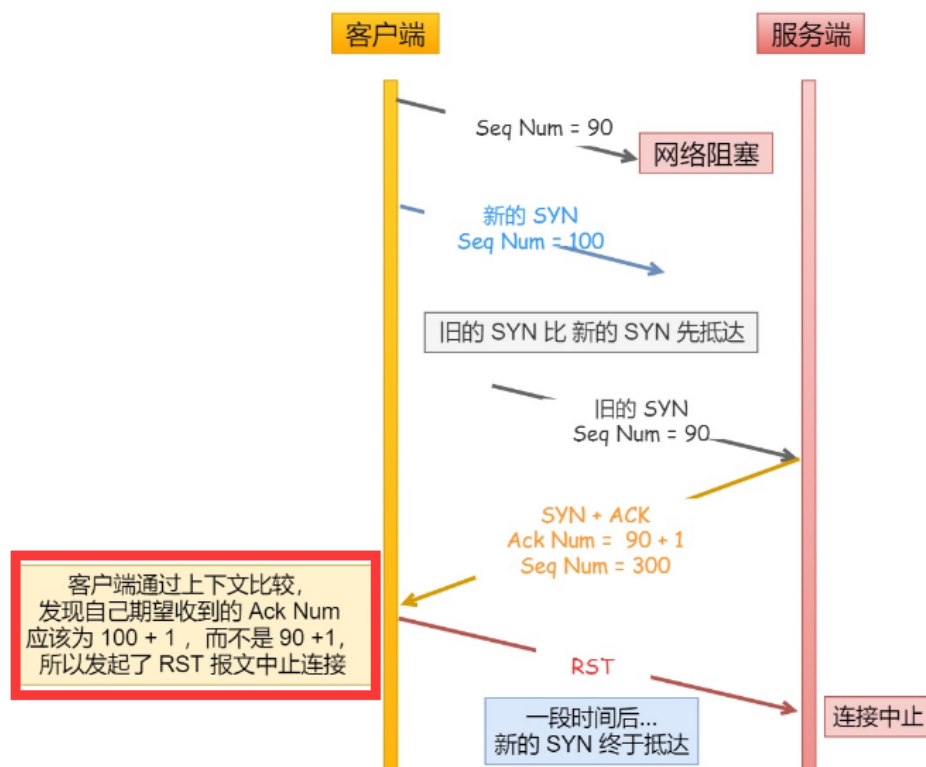 客户端
服务端
Seq Num = 90
网络阻塞
新的 SYN
Seq Num = 100
旧的 SYN 比 新的 SYN 先抵达
旧的 SYN
Seq Num = 90
SYN + ACK
Ack Num = 90 + 1
Seq Num = 300
客户端通过上下文比较，
发现自己期望收到的 Ack Num
应该为 100 + 1 ，而不是 90 +1，
所以发起了 RST 报文中止连接
RST
连接中止
一段时间后...
新的 SYN 终于抵达